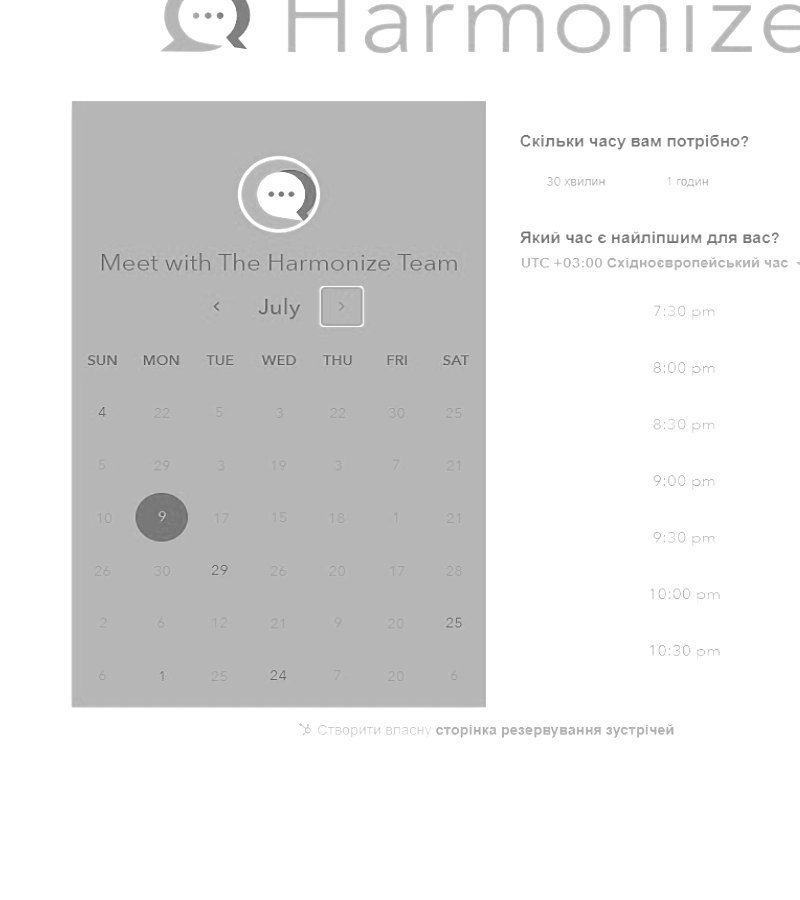 Harmonize
Meet with The Harmonize Team
July
SUN MON TUE WED THU FRI SAT
4 22 5 3 22 30 25
5 29 3 19 3 7 21
10 9 17 15 18 1 21
26 30 29 26 20 17 28
2 6 12 21 9 20 25
6 1 25 24 7 20 6
Скільки часу вам потрібно?
30 хвилин 1 годин
Який час є найліпшим для вас?
UTC +03:00 Східноєвропейський час
7:30 pm
8:00 pm
8:30 pm
9:00 pm
9:30 pm
10:00 pm
10:30 pm
Створити власну сторінка резервування зустрічей